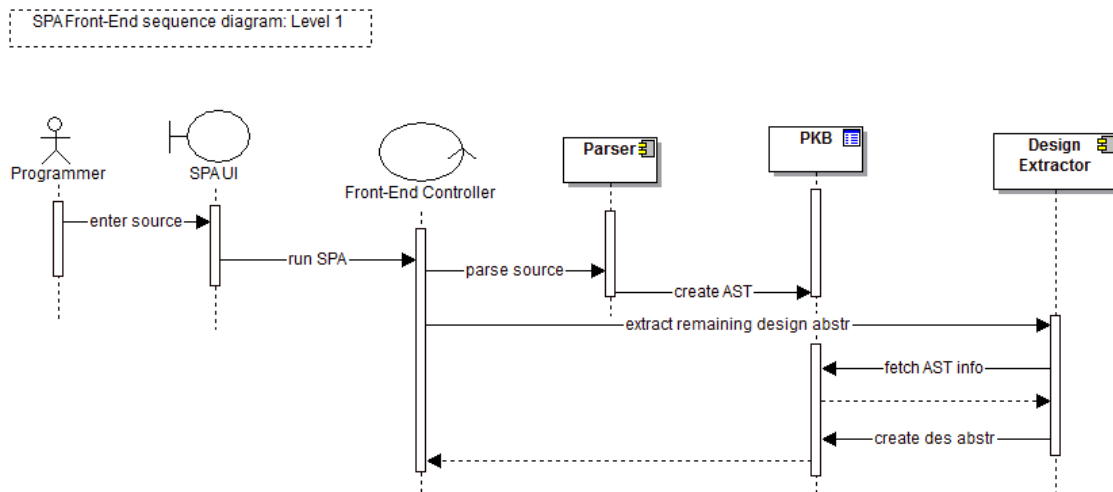 SPA Front-End sequence diagram: Level 1
Programmer
SPA UI
Front-End Controller
Parser
PKB
Design
Extractor
enter source
run SPA
parse source
create AST
extract remaining design abstr
fetch AST info
create des abstr